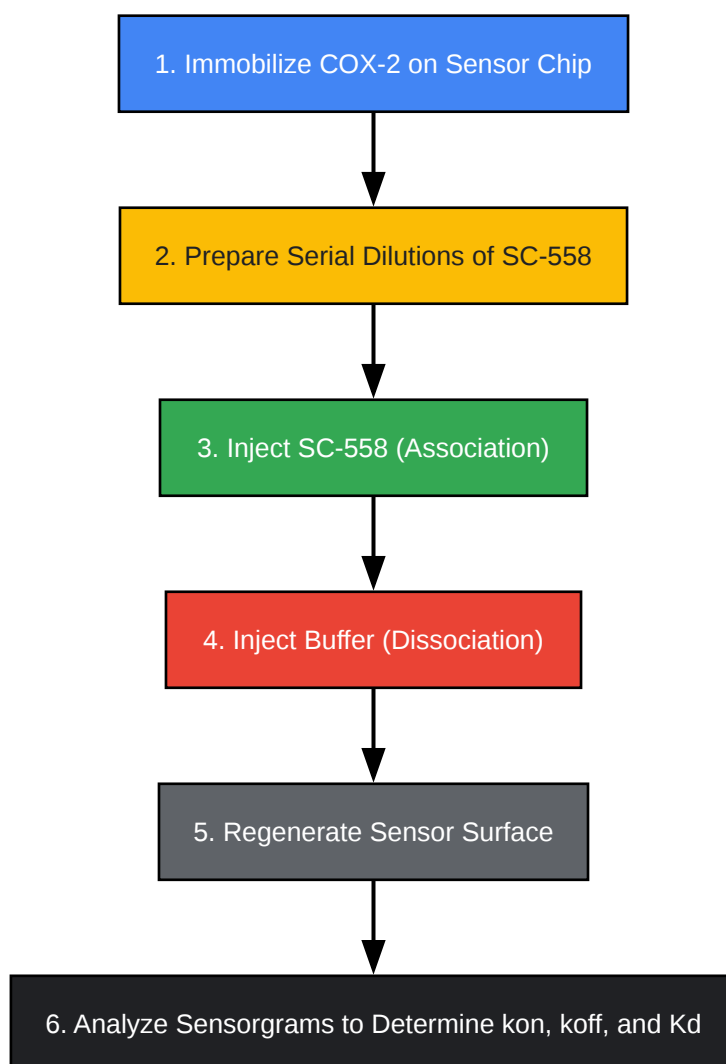 1. Immobilize COX-2 on Sensor Chip
2. Prepare Serial Dilutions of SC-558
3. Inject SC-558 (Association)
4. Inject Buffer (Dissociation)
5. Regenerate Sensor Surface
6. Analyze Sensorgrams to Determine kon, koff, and Kd